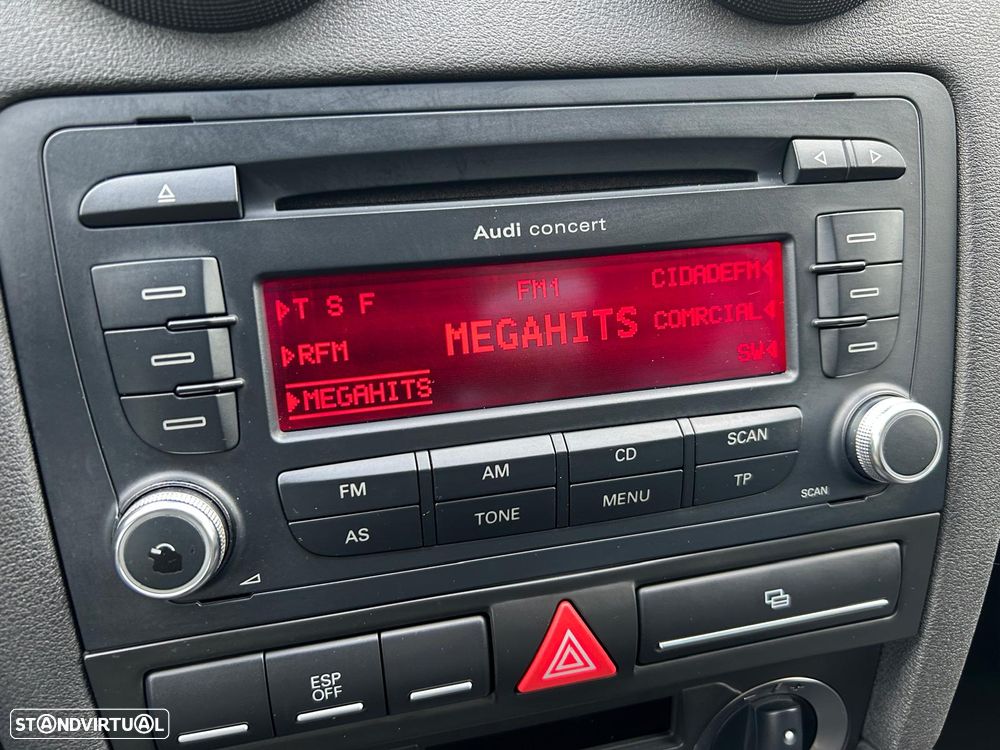 Audi concert
FM1
T S F
RFM
MEGAHITS
MEGAHITS
CIDADEFM
COMRCIAL
SW
FM
AM
CD
SCAN
AS
TONE
MENU
TP
SCAN
ESP
OFF
STANDVIRTUAL